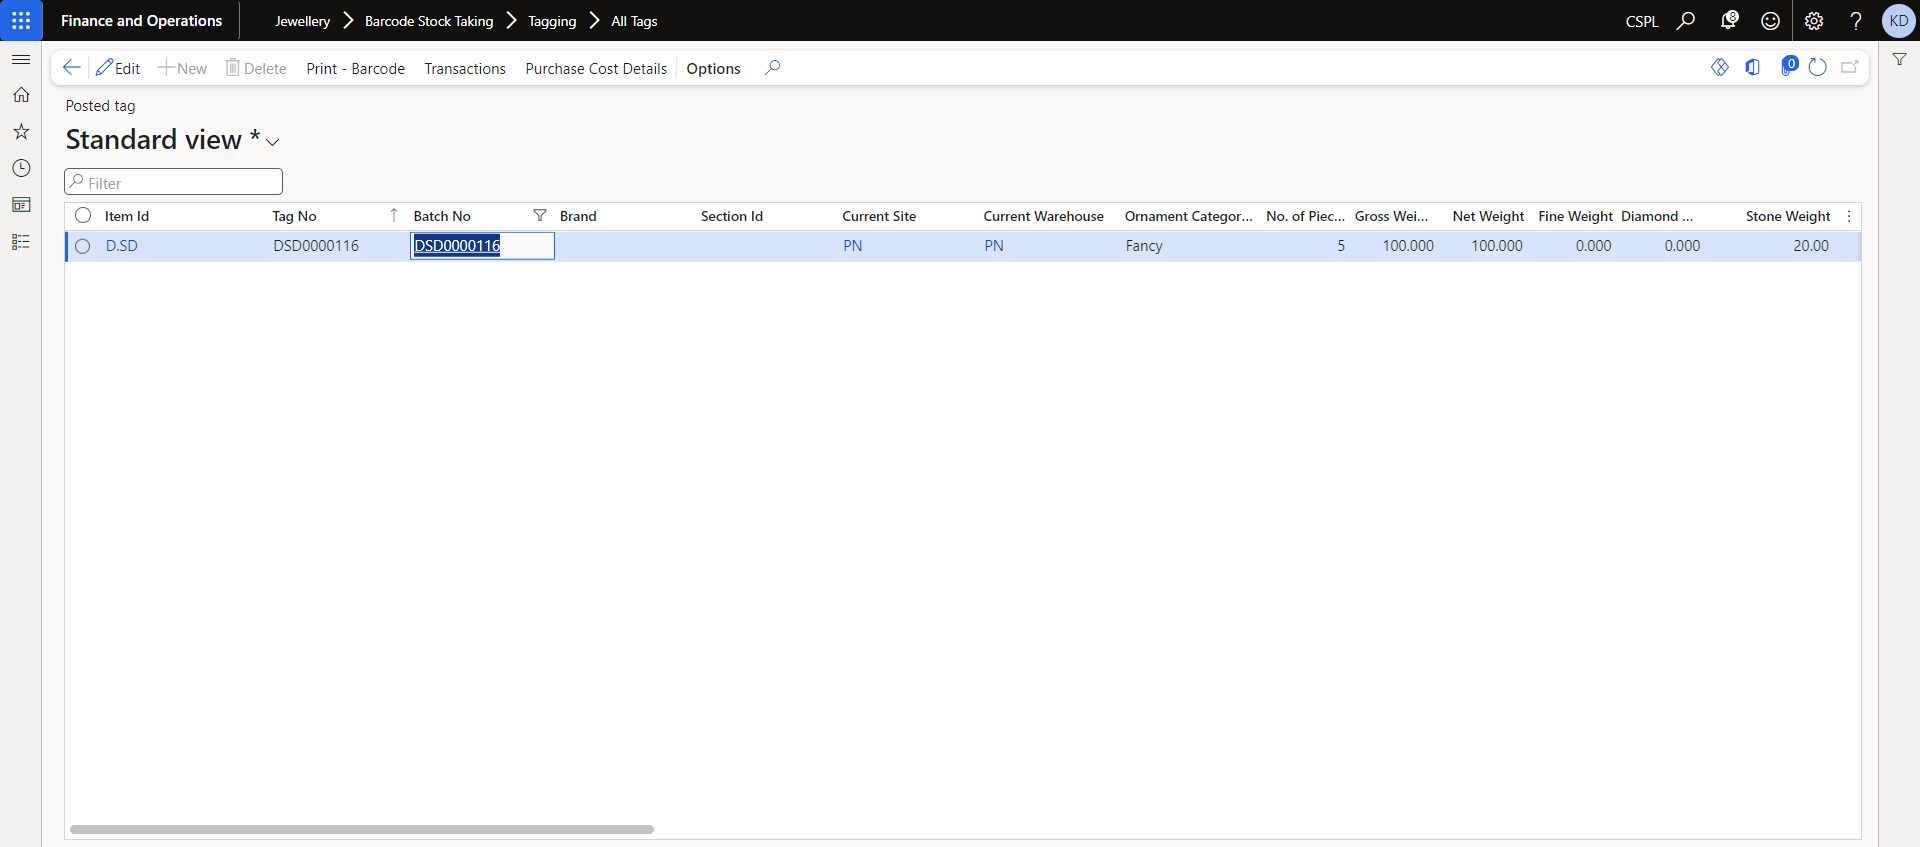 Finance and Operations Jewellery Barcode Stock Taking Tagging All Tags CSPL 8 ? KD
Edit New Delete Print - Barcode Transactions Purchase Cost Details Options 0
Posted tag
Standard view *
Filter
Item Id Tag No Batch No Brand Section Id Current Site Current Warehouse Ornament Categor... No. of Piec... Gross Wei... Net Weight Fine Weight Diamond ... Stone Weight
D.SD DSD0000116 DSD0000116 PN PN Fancy 5 100.000 100.000 0.000 0.000 20.00